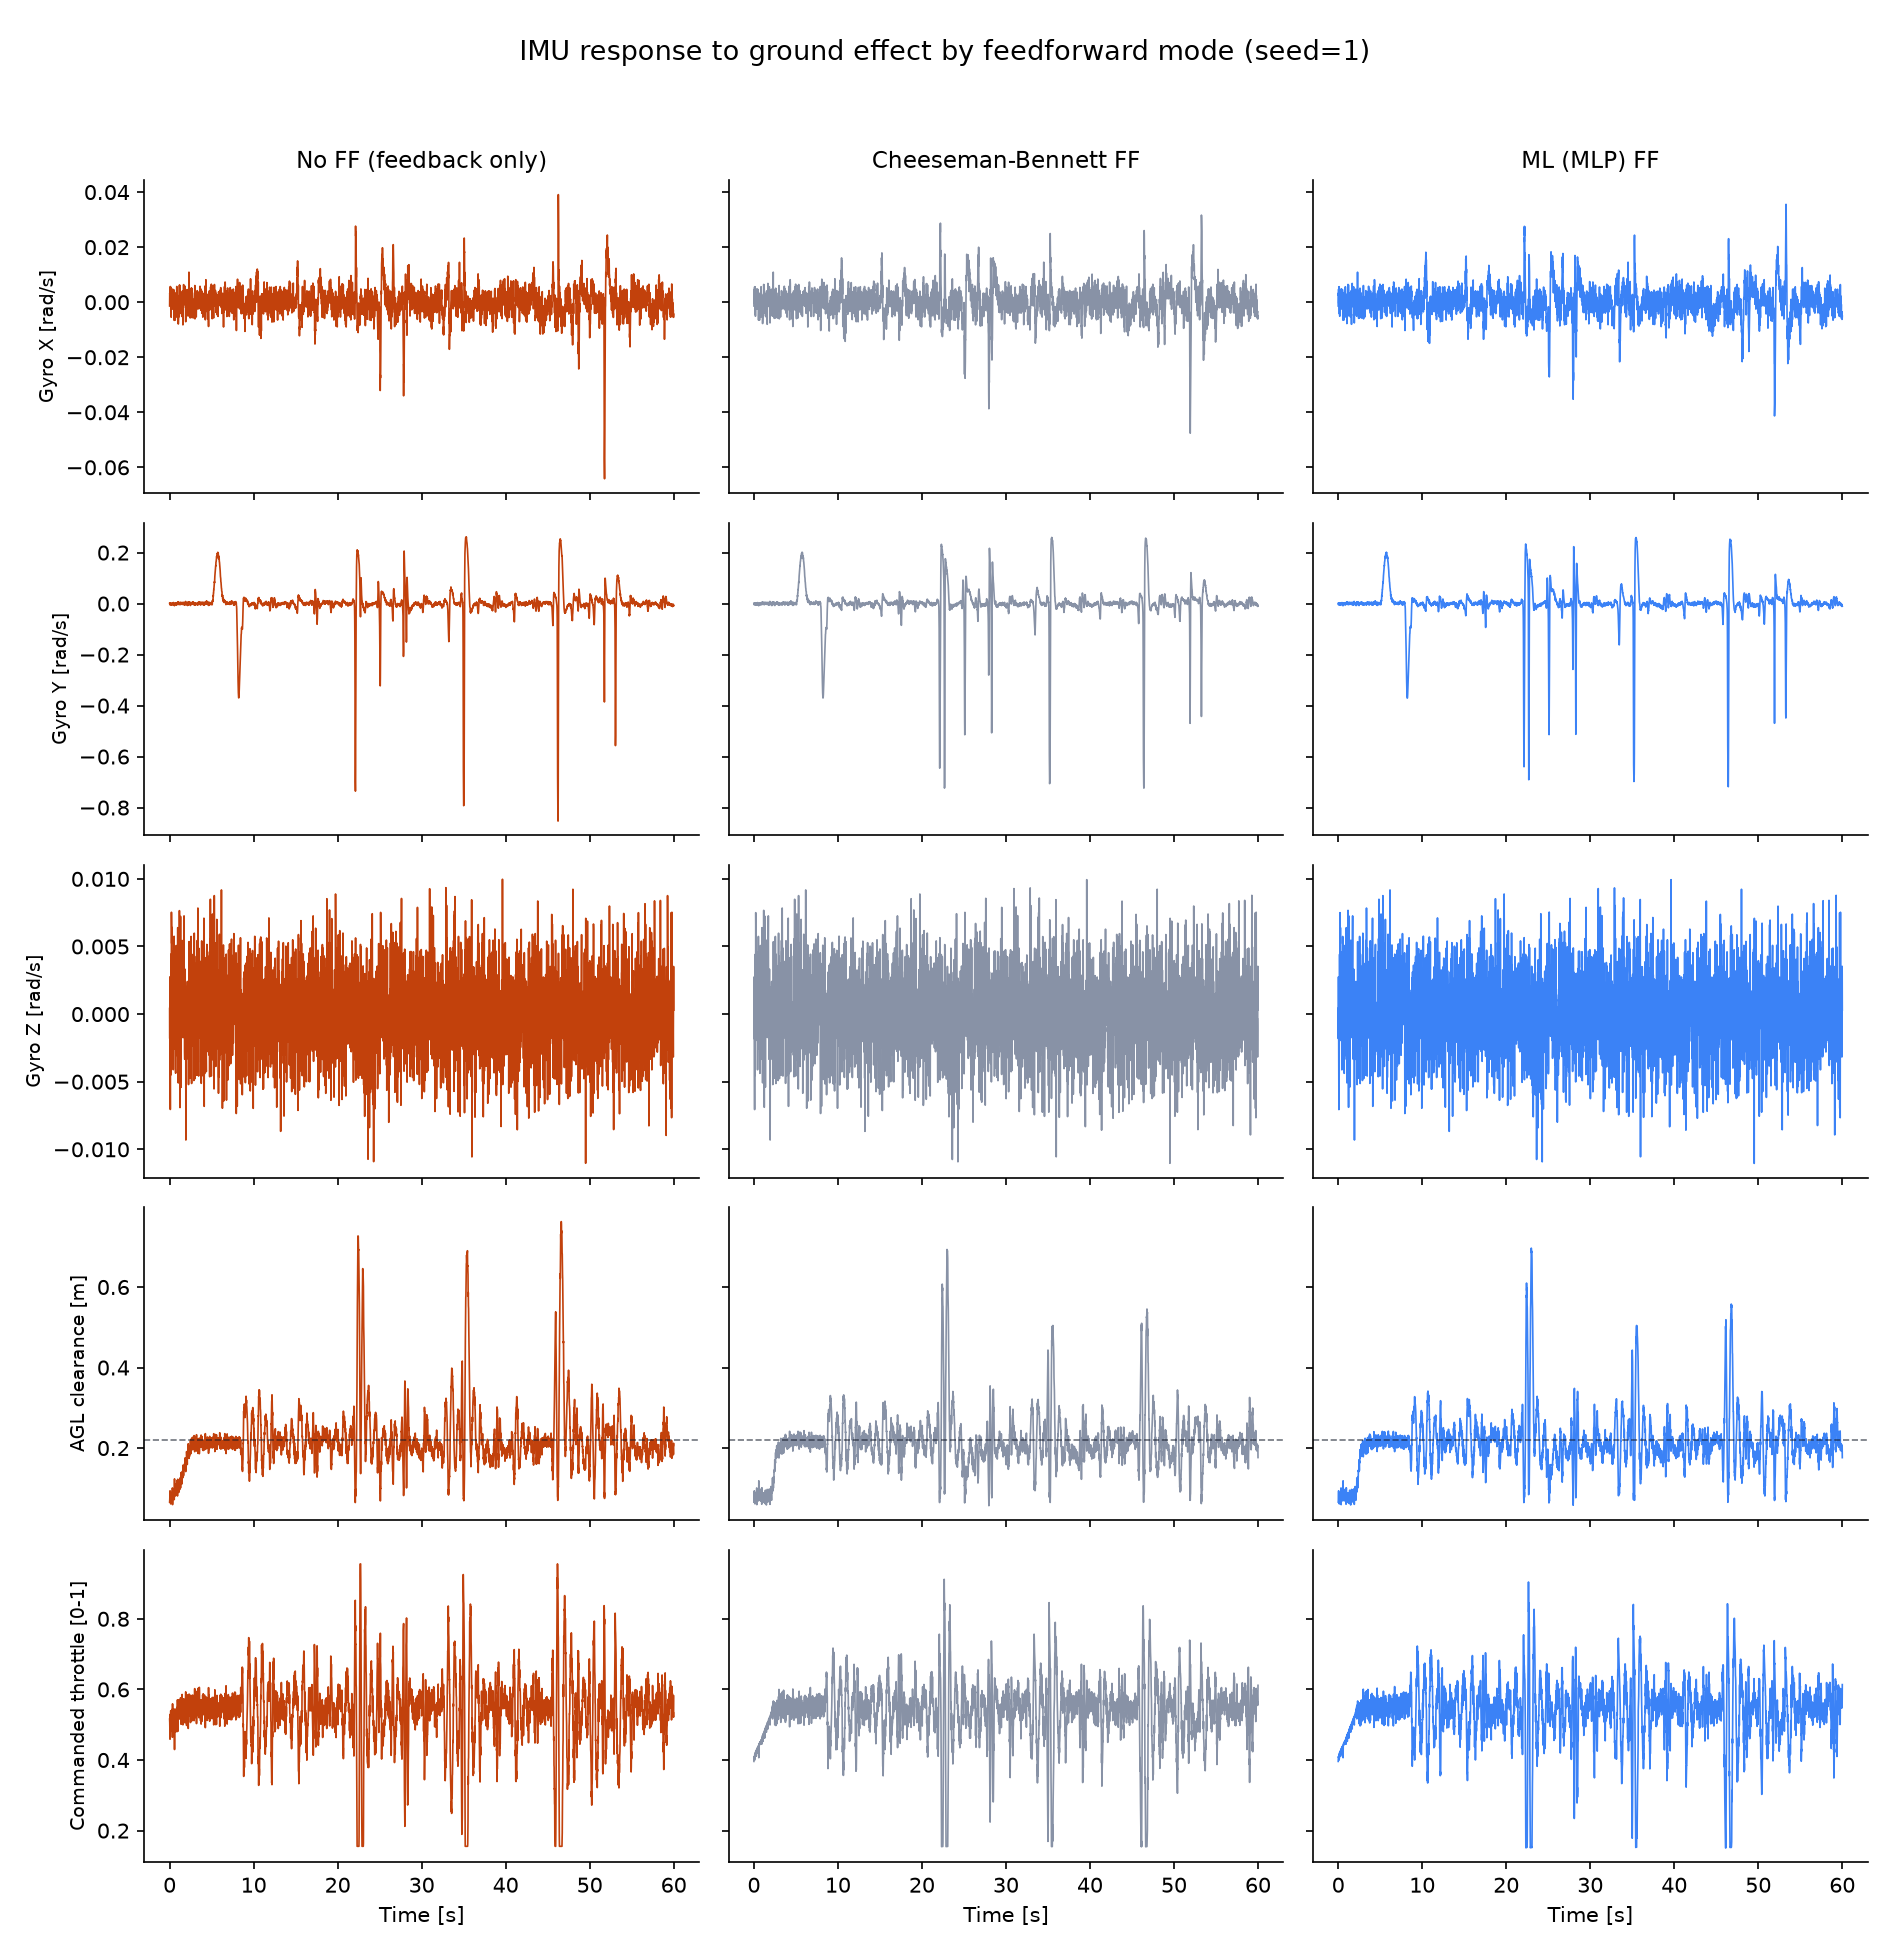 IMU response to ground effect by feedforward mode (seed=1)
No FF (feedback only)
Cheeseman-Bennett FF
ML (MLP) FF
Gyro X [rad/s]
0.04
0.02
0.00
−0.02
−0.04
−0.06
Gyro Y [rad/s]
0.2
0.0
−0.2
−0.4
−0.6
−0.8
Gyro Z [rad/s]
0.010
0.005
0.000
−0.005
−0.010
AGL clearance [m]
0.6
0.4
0.2
Commanded throttle [0-1]
0.8
0.6
0.4
0.2
0 10 20 30 40 50 60
0 10 20 30 40 50 60
0 10 20 30 40 50 60
Time [s]
Time [s]
Time [s]